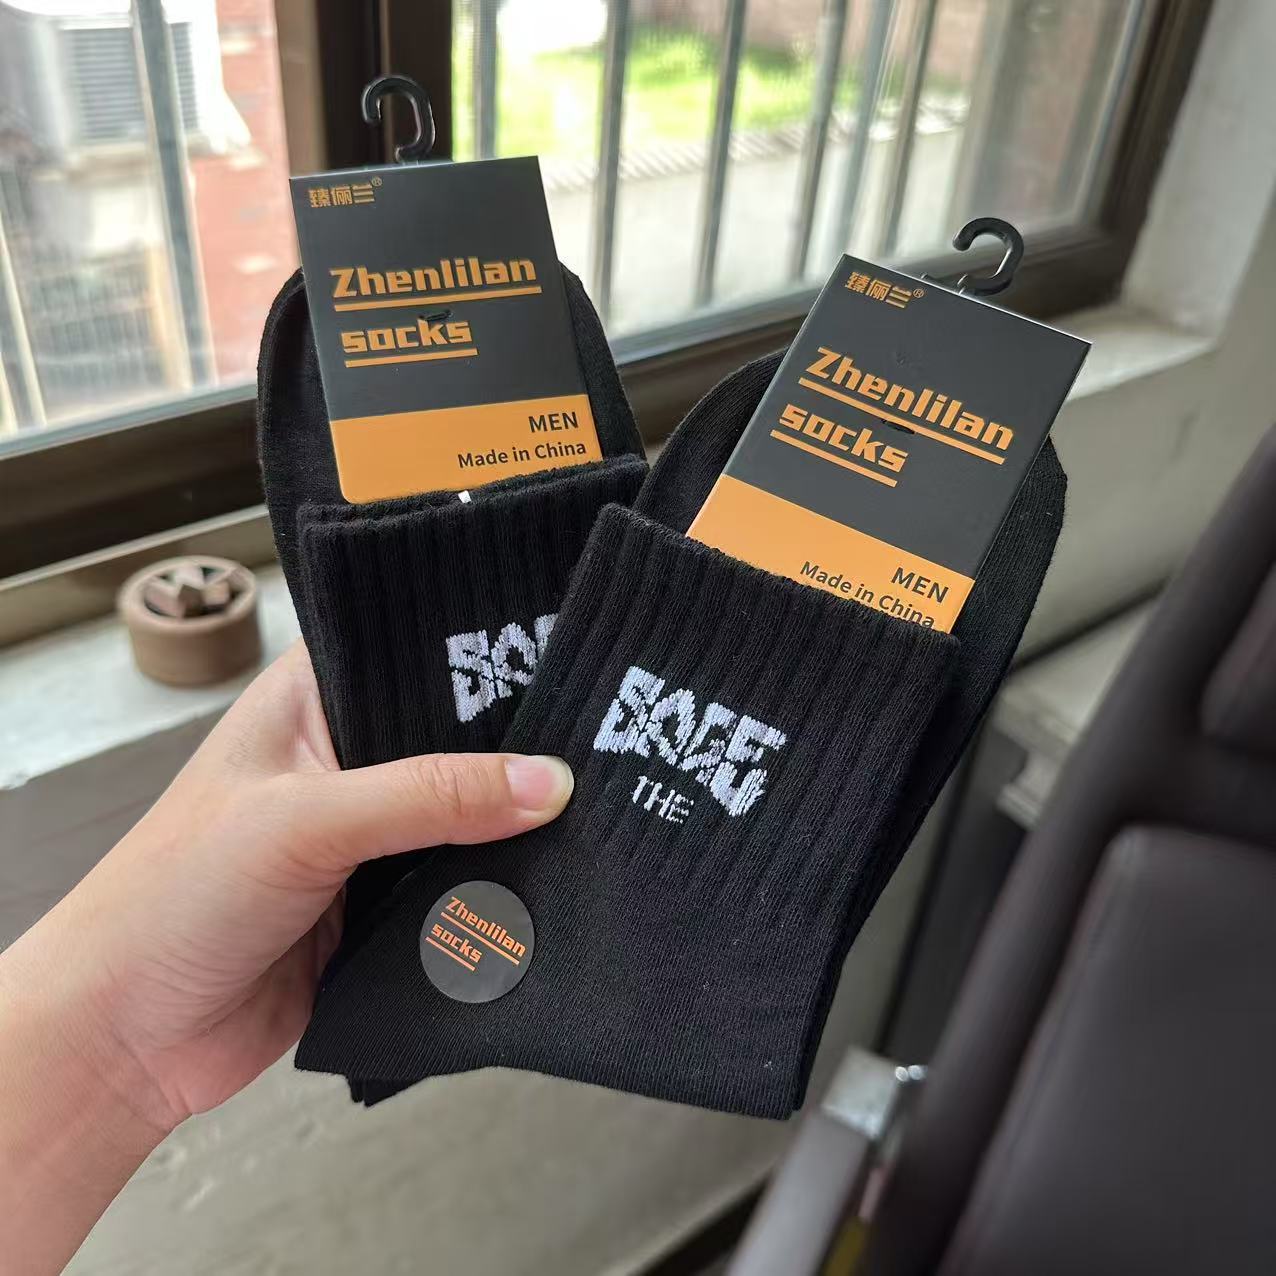 臻俪兰®
Zhenlilan
socks
MEN
Made in China
臻俪兰®
Zhenlilan
socks
MEN
Made in China
THE
Zhenlilan
socks